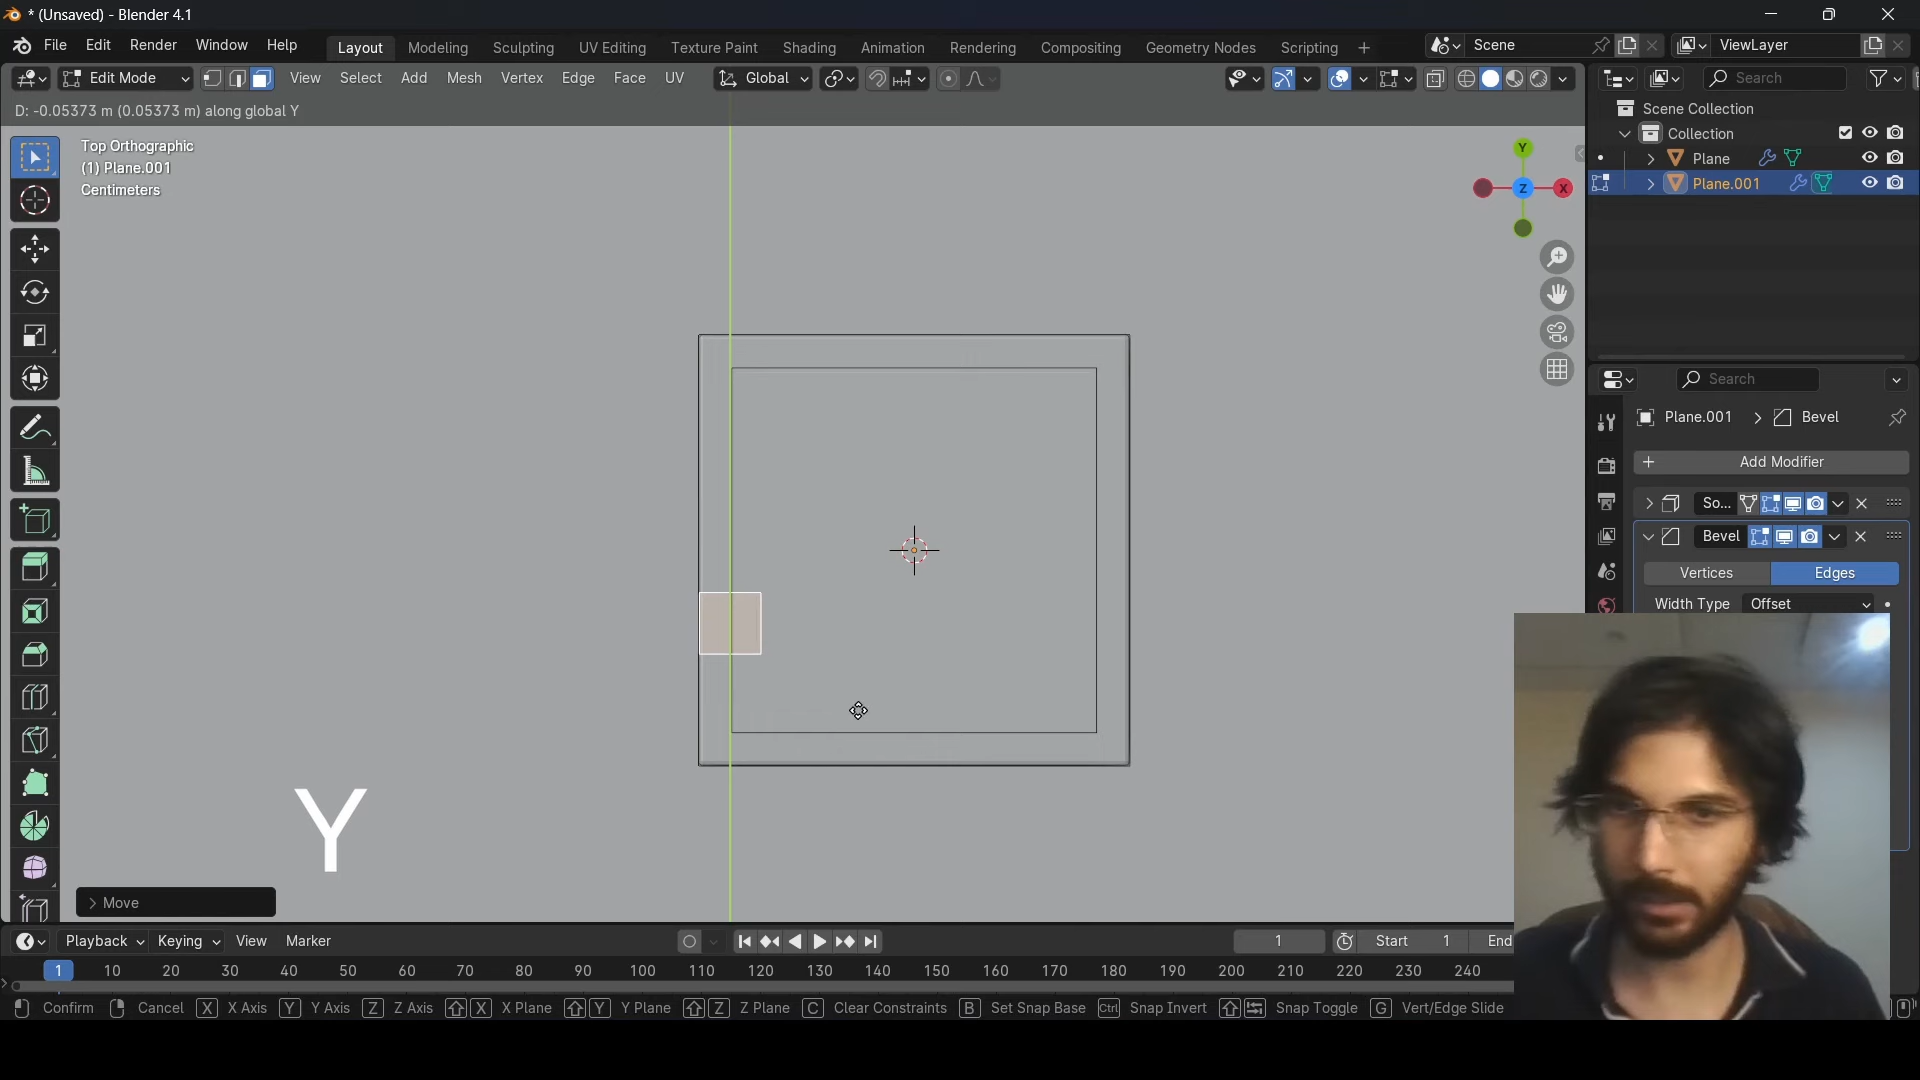 * (Unsaved) - Blender 4.1
File Edit Render Window Help Layout Modeling Sculpting UV Editing Texture Paint Shading Animation Rendering Compositing Geometry Nodes Scripting + Scene ViewLayer
Edit Mode View Select Add Mesh Vertex Edge Face UV Global Search
D: -0.05373 m (0.05373 m) along global Y
Top Orthographic
(1) Plane.001
Centimeters
Y
Z
X
Scene Collection
Collection
Plane
Plane.001
Search
Plane.001 > Bevel
+ Add Modifier
So...
Bevel
Vertices Edges
Width Type Offset
Y
> Move
Playback Keying View Marker 1 Start 1 End
1 10 20 30 40 50 60 70 80 90 100 110 120 130 140 150 160 170 180 190 200 210 220 230 240
Confirm Cancel X X Axis Y Y Axis Z Z Axis X X Plane Y Y Plane Z Z Plane C Clear Constraints B Set Snap Base Ctrl Snap Invert Snap Toggle G Vert/Edge Slide